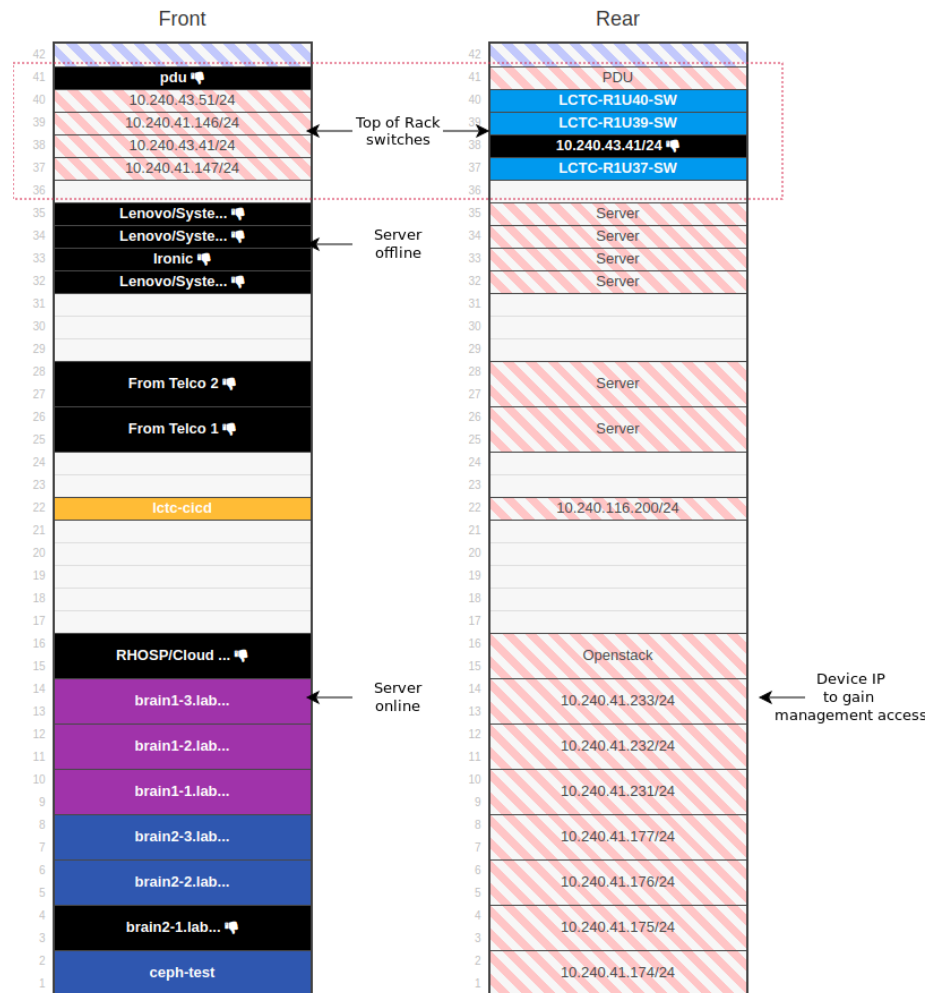 Front
Rear
42
42
41
pdu
41
PDU
40
10.240.43.51/24
40
LCTC-R1U40-SW
39
10.240.41.146/24
Top of Rack
switches
39
LCTC-R1U39-SW
38
10.240.43.41/24
38
10.240.43.41/24
37
10.240.41.147/24
37
LCTC-R1U37-SW
36
36
35
Lenovo/Syste...
35
Server
34
Lenovo/Syste...
Server
offline
34
Server
33
Ironic
33
Server
32
Lenovo/Syste...
32
Server
31
31
30
30
29
29
28
27
From Telco 2
28
27
Server
26
25
From Telco 1
26
25
Server
24
24
23
23
22
lctc-cicd
22
10.240.116.200/24
21
21
20
20
19
19
18
18
17
17
16
15
RHOSP/Cloud ...
16
15
Openstack
14
13
brain1-3.lab...
Server
online
14
13
10.240.41.233/24
Device IP
to gain
management access
12
11
brain1-2.lab...
12
11
10.240.41.232/24
10
9
brain1-1.lab...
10
9
10.240.41.231/24
8
7
brain2-3.lab...
8
7
10.240.41.177/24
6
5
brain2-2.lab...
6
5
10.240.41.176/24
4
3
brain2-1.lab...
4
3
10.240.41.175/24
2
1
ceph-test
2
1
10.240.41.174/24